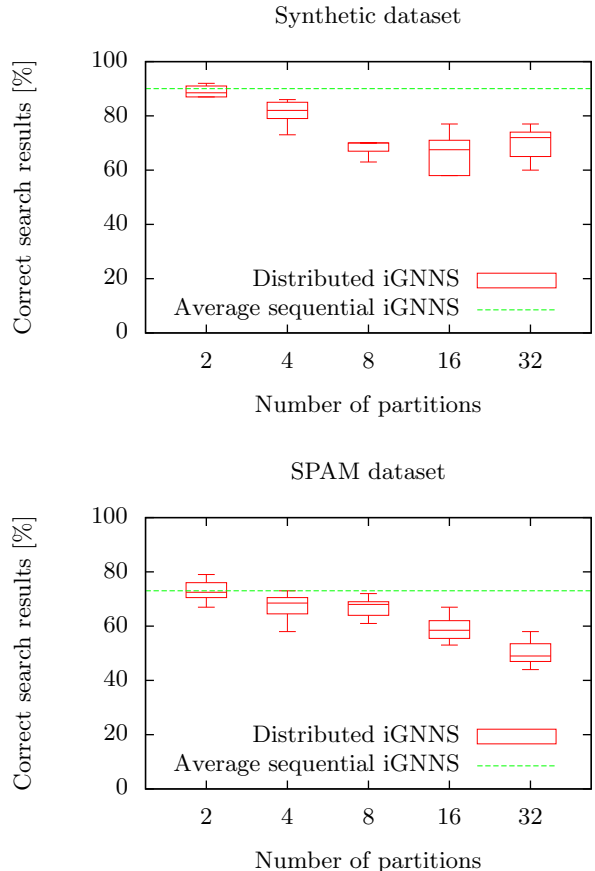 Synthetic dataset
Correct search results [%]
100
80
60
40
20
0
Distributed iGNNS
Average sequential iGNNS
2 4 8 16 32
Number of partitions
SPAM dataset
Correct search results [%]
100
80
60
40
20
0
Distributed iGNNS
Average sequential iGNNS
2 4 8 16 32
Number of partitions